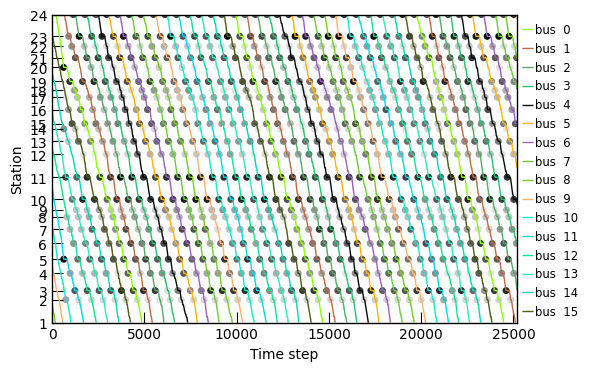 24
23
22
21
20
19
18
17
16
15
14
13
12
11
10
9
8
7
6
5
4
3
2
1
Station
0
5000
10000
15000
20000
25000
Time step
bus 0
bus 1
bus 2
bus 3
bus 4
bus 5
bus 6
bus 7
bus 8
bus 9
bus 10
bus 11
bus 12
bus 13
bus 14
bus 15